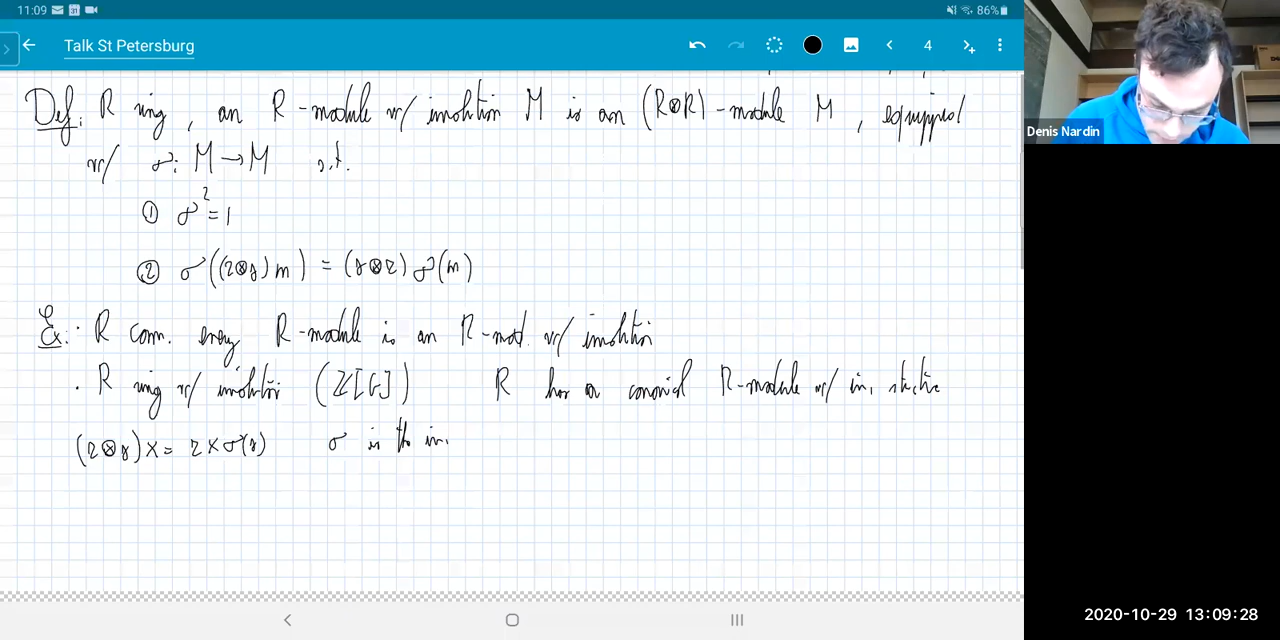 11:09
86%
Talk St Petersburg
4
Def: R ring, an R-module w/ involution M is an (R⊗R)-module M, equipped
w/ σ: M → M s.t.
① σ² = 1
② σ((r⊗s)m) = (s⊗r) σ(m)
Ex: · R comm. every R-module is an R-mod. w/ involution
· R ring w/ involution (ℤ[G]) R has a canonical R-module w/ inv. structure
(r⊗s)x = r x σ(s) σ is the inv.
Denis Nardin
2020-10-29 13:09:28